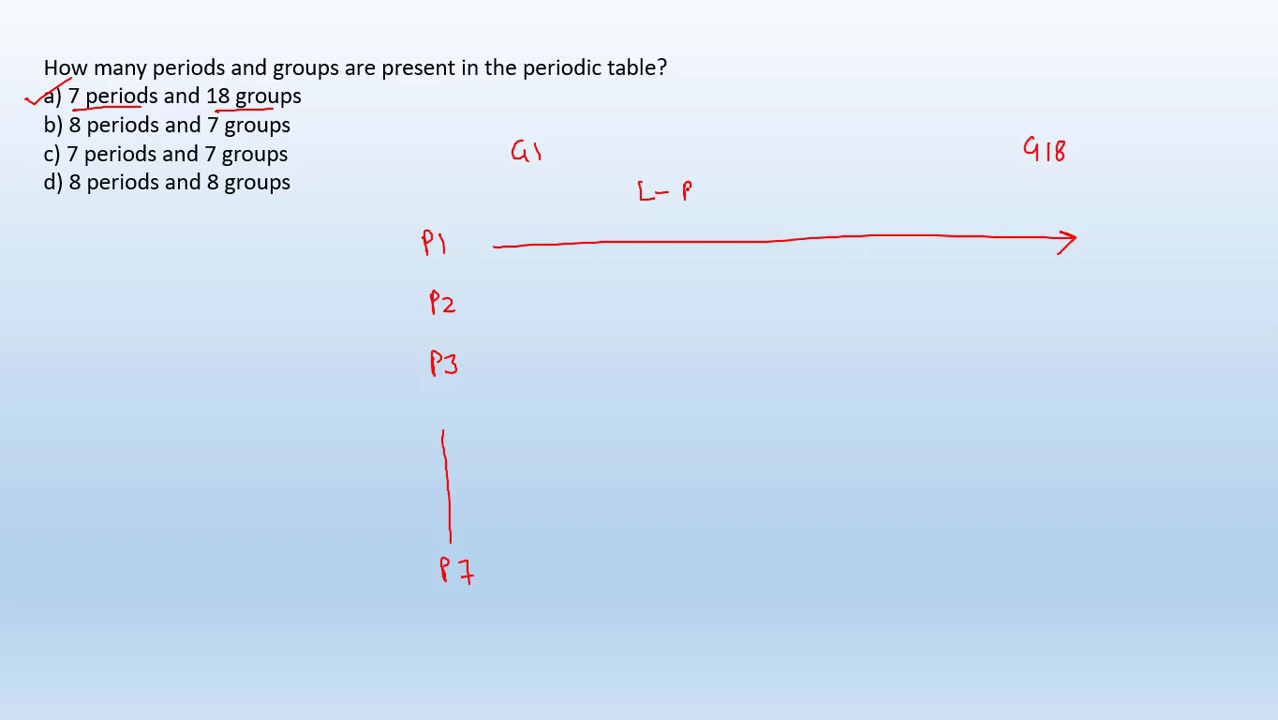 How many periods and groups are present in the periodic table?
a) 7 periods and 18 groups
b) 8 periods and 7 groups
c) 7 periods and 7 groups
d) 8 periods and 8 groups
G1 G18
L- P
P1
P2
P3
P7